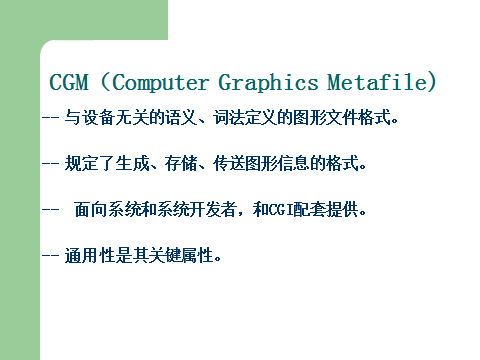 CGM（Computer Graphics Metafile)
-- 与设备无关的语义、词法定义的图形文件格式。
-- 规定了生成、存储、传送图形信息的格式。
-- 面向系统和系统开发者，和CGI配套提供。
-- 通用性是其关键属性。